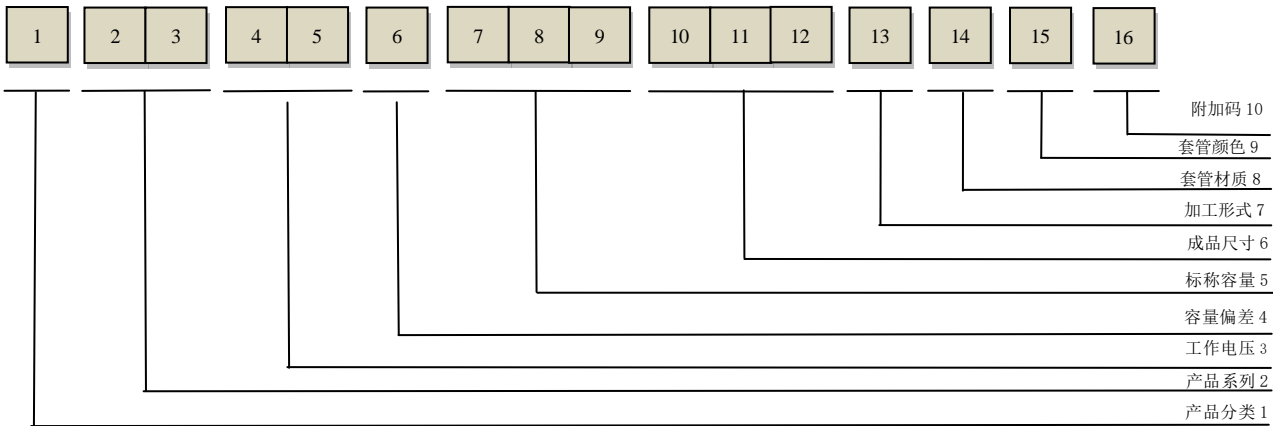 1 2 3 4 5 6 7 8 9 10 11 12 13 14 15 16
附加码 10
套管颜色 9
套管材质 8
加工形式 7
成品尺寸 6
标称容量 5
容量偏差 4
工作电压 3
产品系列 2
产品分类 1